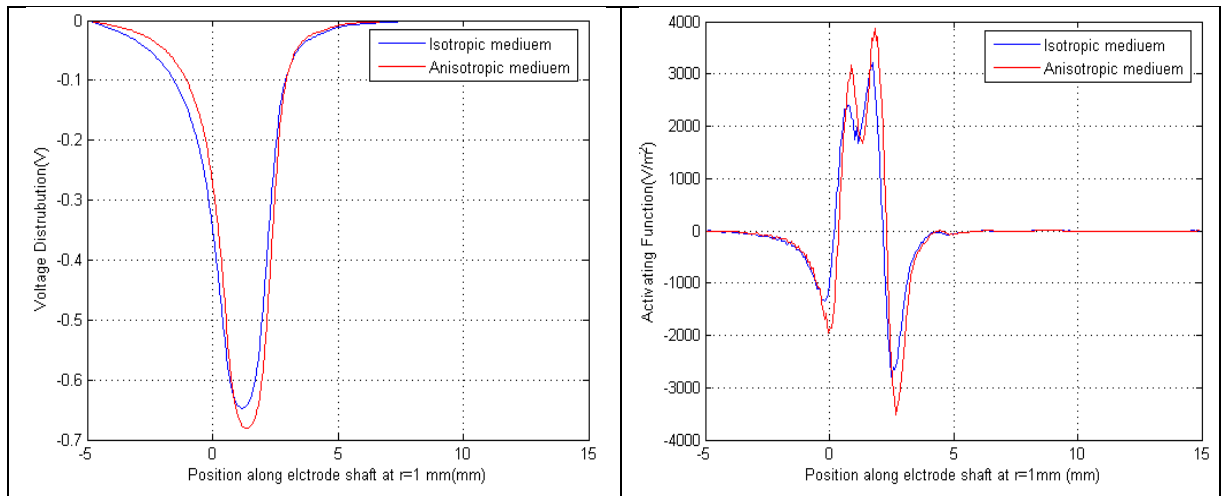 0
-0.1
-0.2
-0.3
-0.4
-0.5
-0.6
-0.7
Voltage Distrubution(V)
Isotropic mediuem
Anisotropic mediuem
-5 0 5 10 15
Position along elctrode shaft at r=1 mm(mm)
4000
3000
2000
1000
0
-1000
-2000
-3000
-4000
Activating Function(V/m²)
Isotropic mediuem
Anisotropic mediuem
-5 0 5 10 15
Position along elctrode shaft at r=1mm (mm)